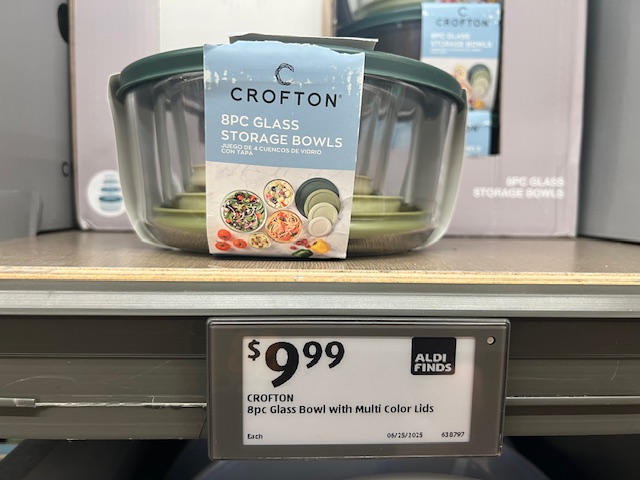 CROFTON
8PC GLASS
STORAGE BOWLS
CROFTON®
8PC GLASS
STORAGE BOWLS
JUEGO DE 4 CUENCOS DE VIDRIO
CON TAPA
8PC GLASS
STORAGE BOWLS
$9.99
ALDI
FINDS
CROFTON
8pc Glass Bowl with Multi Color Lids
Each 06/25/2025 638797